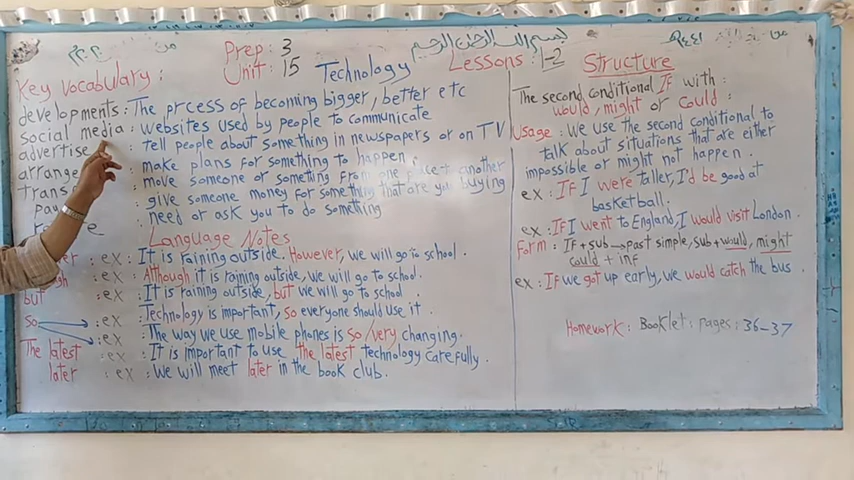 بسم الله الرحمن الرحيم
Prep: 3
Unit: 15 Technology Lessons: 1-2
Key Vocabulary:
developments: The prcess of becoming bigger, better etc
social media: websites used by people to communicate
advertise : tell people about something in newspapers or on TV
arrange : make plans for something to happen.
: move someone or something from one place to another
: give someone money for something that are you buying
: need or ask you to do something
Language Notes
: ex: It is raining outside. However, we will go to school.
: ex: Although it is raining outside, we will go to school.
but : ex: It is raining outside, but we will go to school
so : ex: Technology is important, so everyone should use it.
: ex: The way we use mobile phones is so/very changing.
The latest : ex: It is important to use the latest technology carefully.
later : ex: We will meet later in the book club.
Structure
The second conditional If with:
would, might or Could:
Usage: We use the second conditional to
talk about situations that are either
impossible or might not happen.
ex: If I were taller, I'd be good at
basketball.
ex: If I went to England, I would visit London.
Form: If + sub → past simple, sub + would, might
could + inf
ex: If we got up early, we would catch the bus.
Homework: Booklet: pages: 36-37